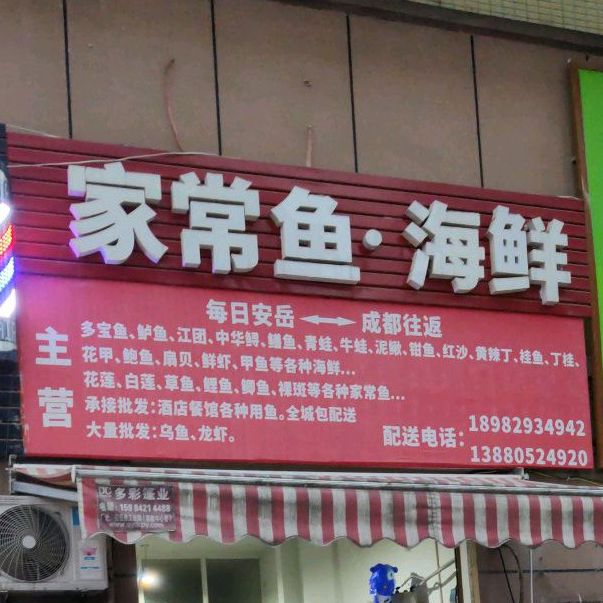 家常鱼·海鲜
每日安岳←→成都往返
主营
多宝鱼、鲈鱼、江团、中华鲟、鳝鱼、青蛙、牛蛙、泥鳅、钳鱼、红沙、黄辣丁、桂鱼、丁桂、
花甲、鲍鱼、扇贝、鲜虾、甲鱼等各种海鲜...
花莲、白莲、草鱼、鲤鱼、鲫鱼、裸斑等各种家常鱼...
承接批发:酒店餐馆各种用鱼。全城包配送
大量批发:乌鱼、龙虾。
配送电话:
18982934942
13880524920
多彩篷业